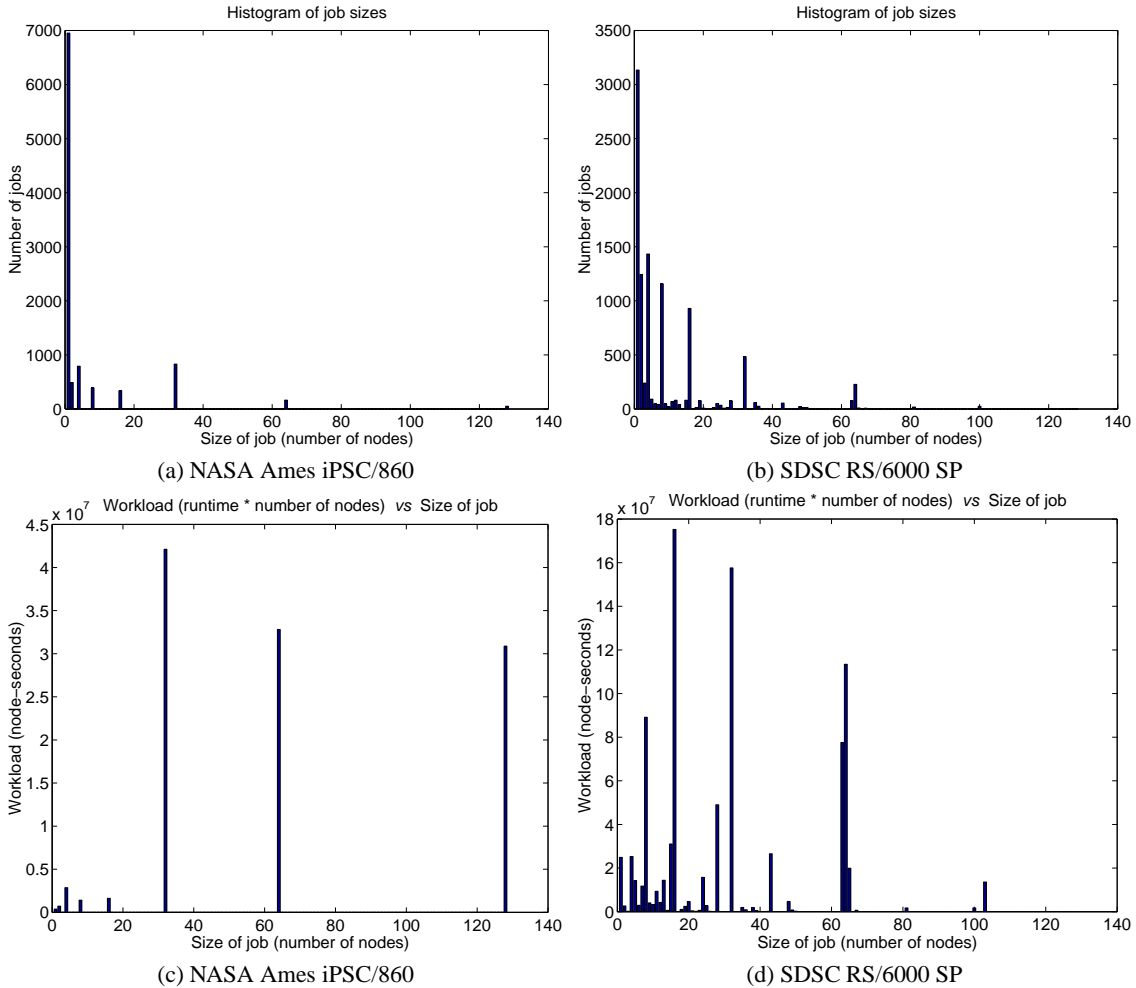 Histogram of job sizes
7000
6000
5000
4000
3000
2000
1000
0
Number of jobs
0 20 40 60 80 100 120 140
Size of job (number of nodes)
(a) NASA Ames iPSC/860
Histogram of job sizes
3500
3000
2500
2000
1500
1000
500
0
Number of jobs
0 20 40 60 80 100 120 140
Size of job (number of nodes)
(b) SDSC RS/6000 SP
Workload (runtime * number of nodes) vs Size of job
x 10⁷
4.5
4
3.5
3
2.5
2
1.5
1
0.5
0
Workload (node−seconds)
0 20 40 60 80 100 120 140
Size of job (number of nodes)
(c) NASA Ames iPSC/860
Workload (runtime * number of nodes) vs Size of job
x 10⁷
18
16
14
12
10
8
6
4
2
0
Workload (node−seconds)
0 20 40 60 80 100 120 140
Size of job (number of nodes)
(d) SDSC RS/6000 SP